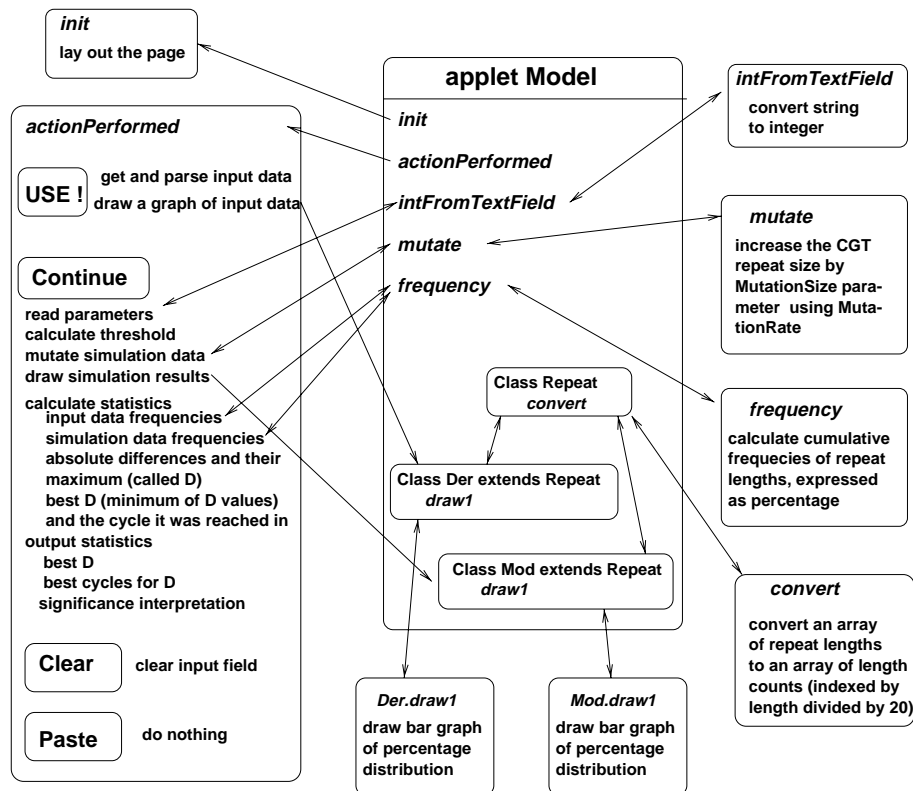 init
lay out the page
actionPerformed
USE !
get and parse input data
draw a graph of input data
Continue
read parameters
calculate threshold
mutate simulation data
draw simulation results
calculate statistics
input data frequencies
simulation data frequencies
absolute differences and their
maximum (called D)
best D (minimum of D values)
and the cycle it was reached in
output statistics
best D
best cycles for D
significance interpretation
Clear
clear input field
Paste
do nothing
applet Model
init
actionPerformed
intFromTextField
mutate
frequency
Class Repeat
convert
Class Der extends Repeat
draw1
Class Mod extends Repeat
draw1
Der.draw1
draw bar graph
of percentage
distribution
Mod.draw1
draw bar graph
of percentage
distribution
intFromTextField
convert string
to integer
mutate
increase the CGT
repeat size by
MutationSize para-
meter using Muta-
tionRate
frequency
calculate cumulative
frequecies of repeat
lengths, expressed
as percentage
convert
convert an array
of repeat lengths
to an array of length
counts (indexed by
length divided by 20)